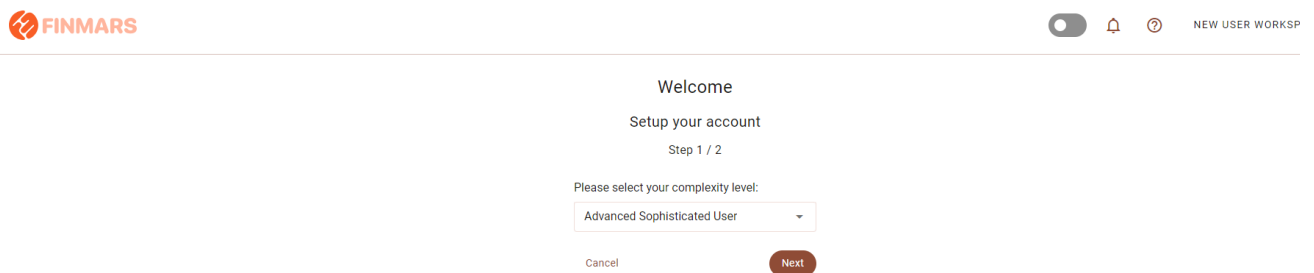 FINMARS
NEW USER WORKSP
Welcome
Setup your account
Step 1 / 2
Please select your complexity level:
Advanced Sophisticated User
Cancel
Next